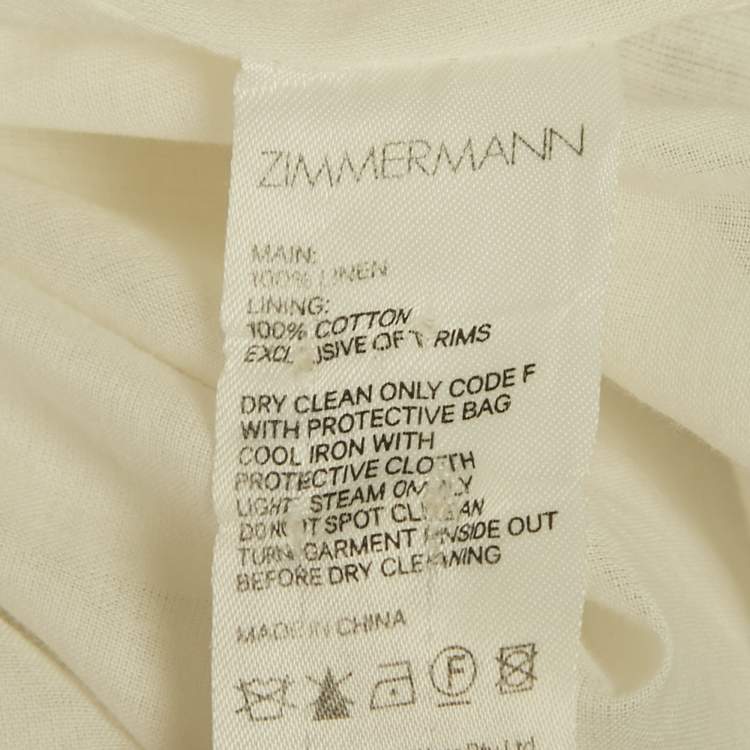 ZIMMERMANN
MAIN:
100% LINEN
LINING:
100% COTTON
EXCLUSIVE OF TRIMS
DRY CLEAN ONLY CODE F
WITH PROTECTIVE BAG
COOL IRON WITH
PROTECTIVE CLOTH
LIGHT STEAM ONLY
DO NOT SPOT CLEAN
TURN GARMENT INSIDE OUT
BEFORE DRY CLEANING
MADE IN CHINA
F
Pty Ltd